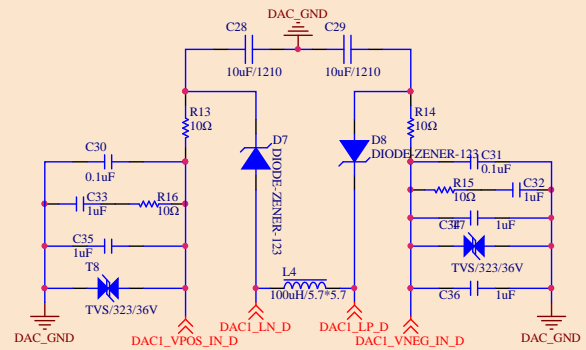 DAC_GND
C28
C29
10uF/1210
10uF/1210
R13
10Ω
R14
10Ω
D7
DIODE-ZENER-123
D8
DIODE-ZENER-123
C30
0.1uF
C31
0.1uF
C33
1uF
R16
10Ω
R15
10Ω
C32
1uF
C35
1uF
1uF
T8
TVS/323/36V
TVS/323/36V
L4
100uH/5.7*5.7
C36
1uF
DAC_GND
DAC1_VPOS_IN_D
DAC1_LN_D
DAC1_LP_D
DAC1_VNEG_IN_D
DAC_GND